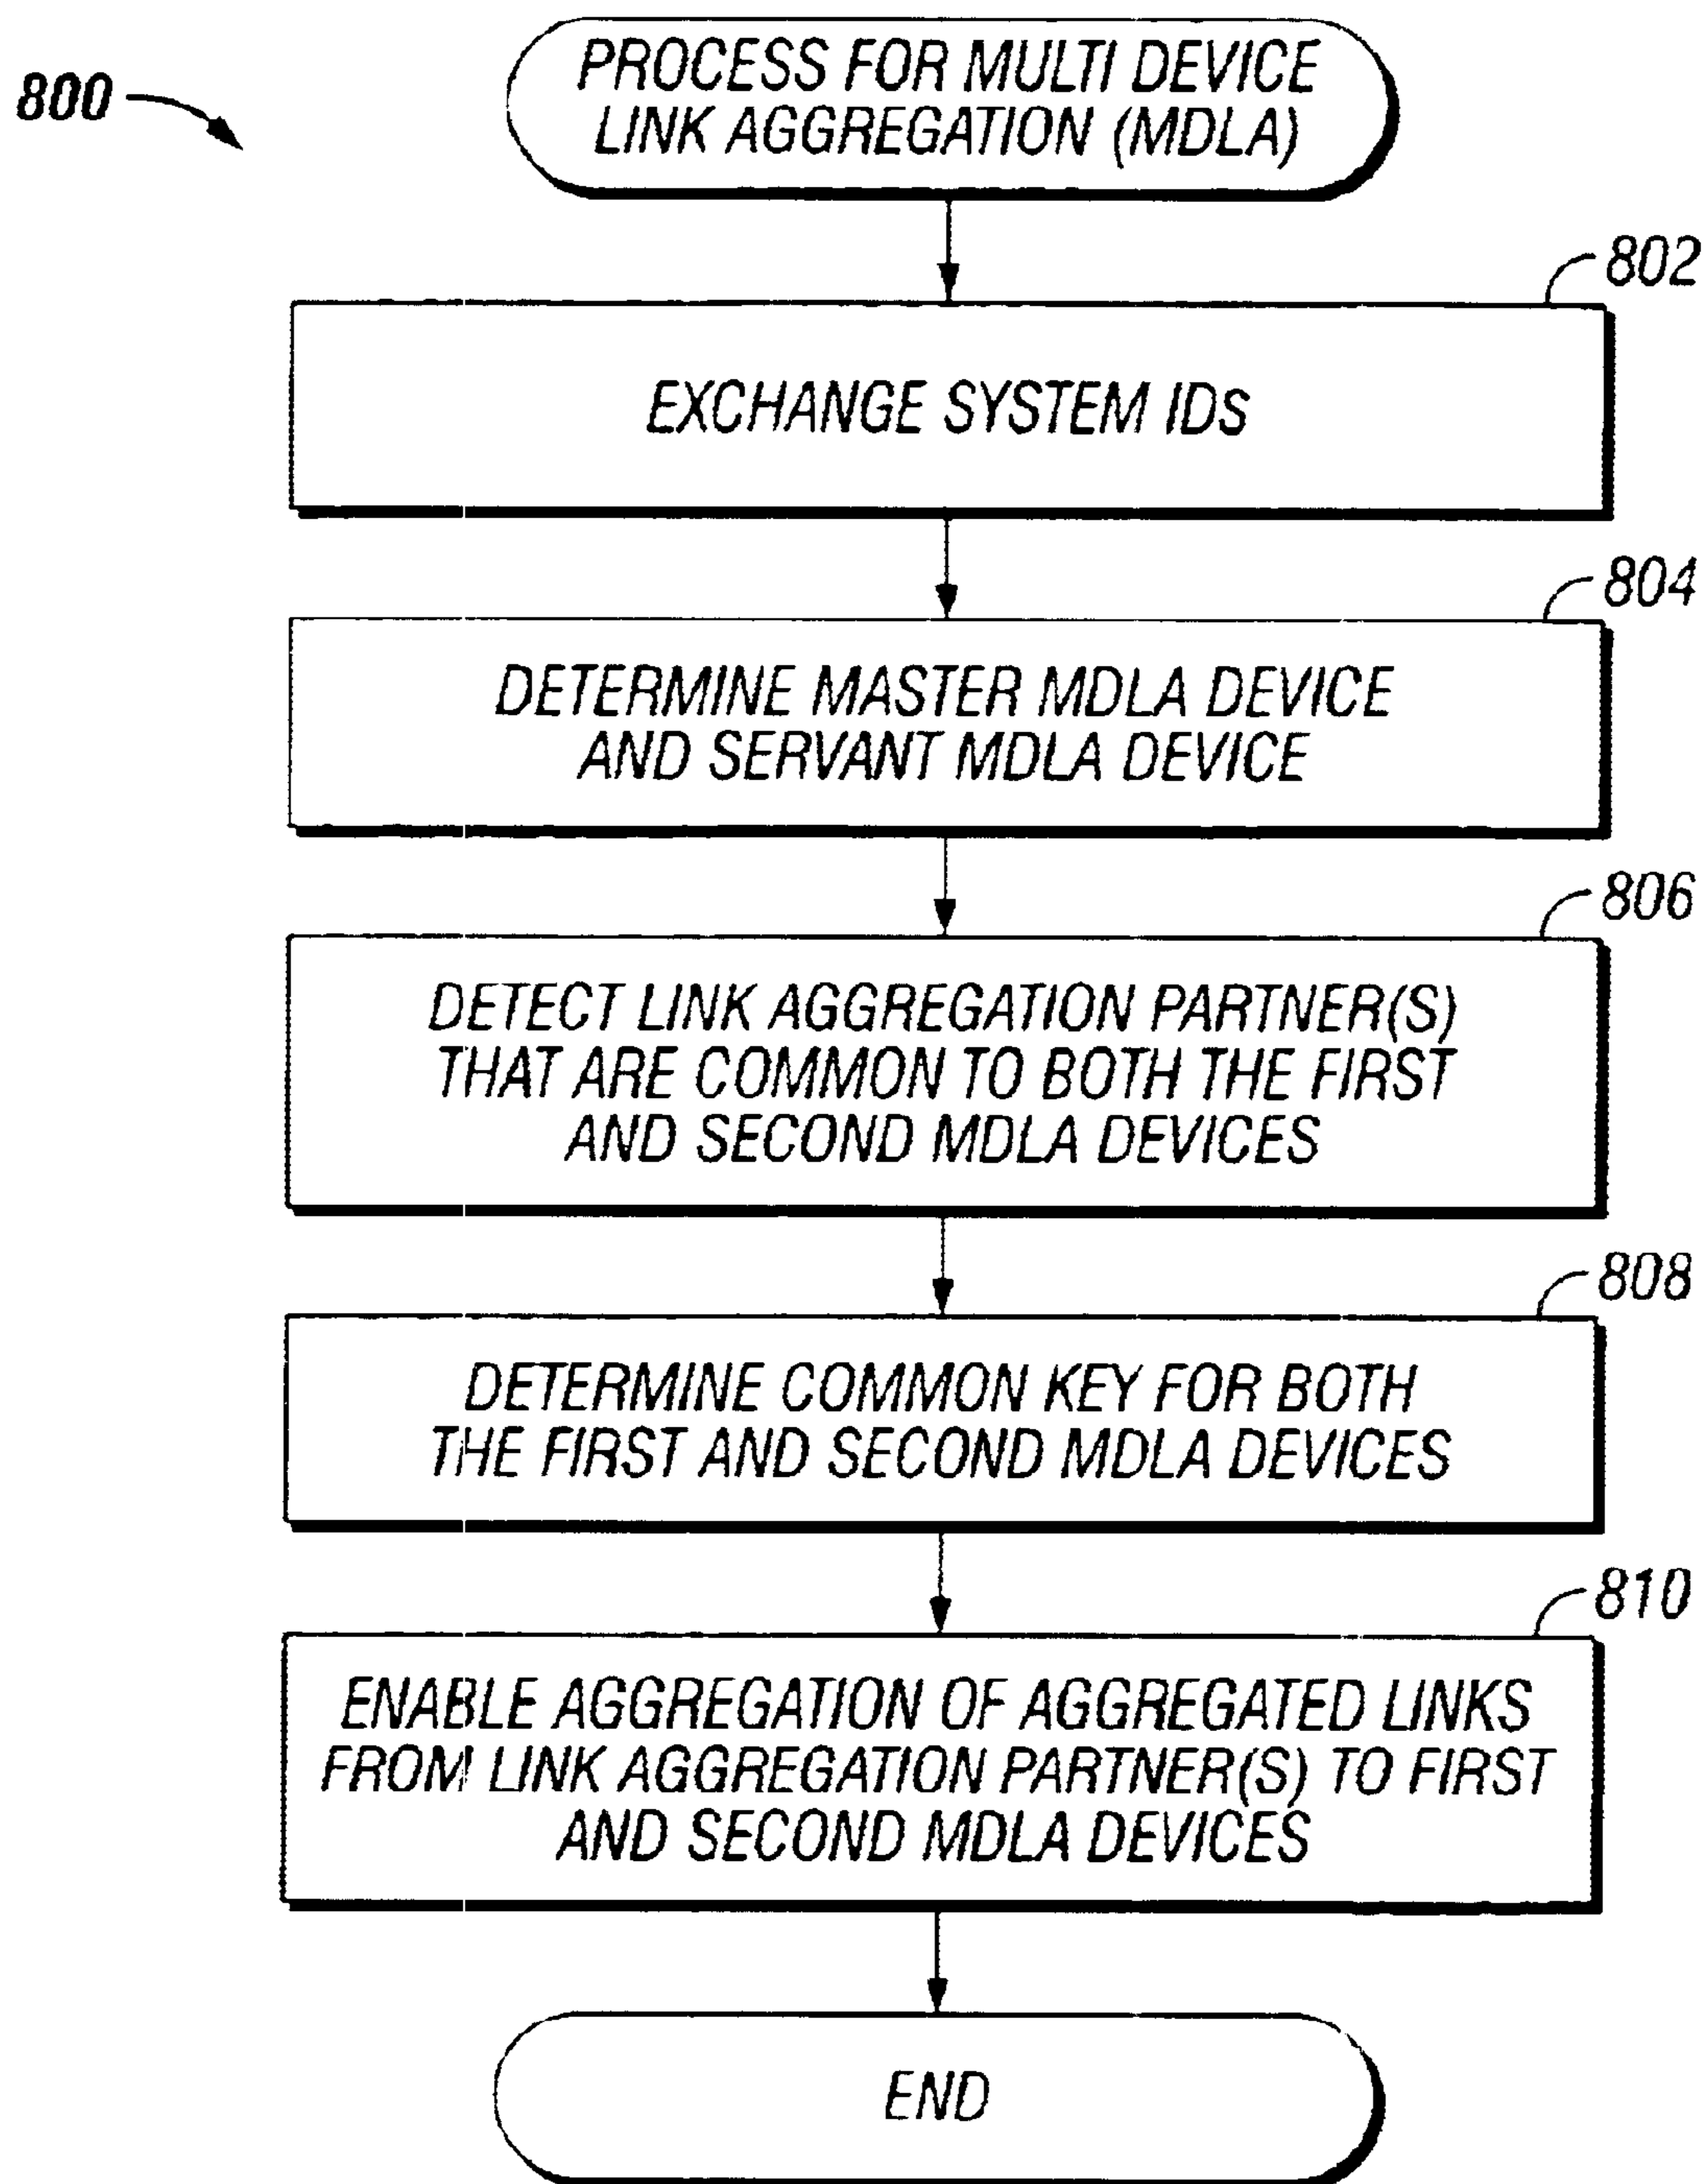 800
PROCESS FOR MULTI DEVICE
LINK AGGREGATION (MDLA)
802
EXCHANGE SYSTEM IDs
804
DETERMINE MASTER MDLA DEVICE
AND SERVANT MDLA DEVICE
806
DETECT LINK AGGREGATION PARTNER(S)
THAT ARE COMMON TO BOTH THE FIRST
AND SECOND MDLA DEVICES
808
DETERMINE COMMON KEY FOR BOTH
THE FIRST AND SECOND MDLA DEVICES
810
ENABLE AGGREGATION OF AGGREGATED LINKS
FROM LINK AGGREGATION PARTNER(S) TO FIRST
AND SECOND MDLA DEVICES
END